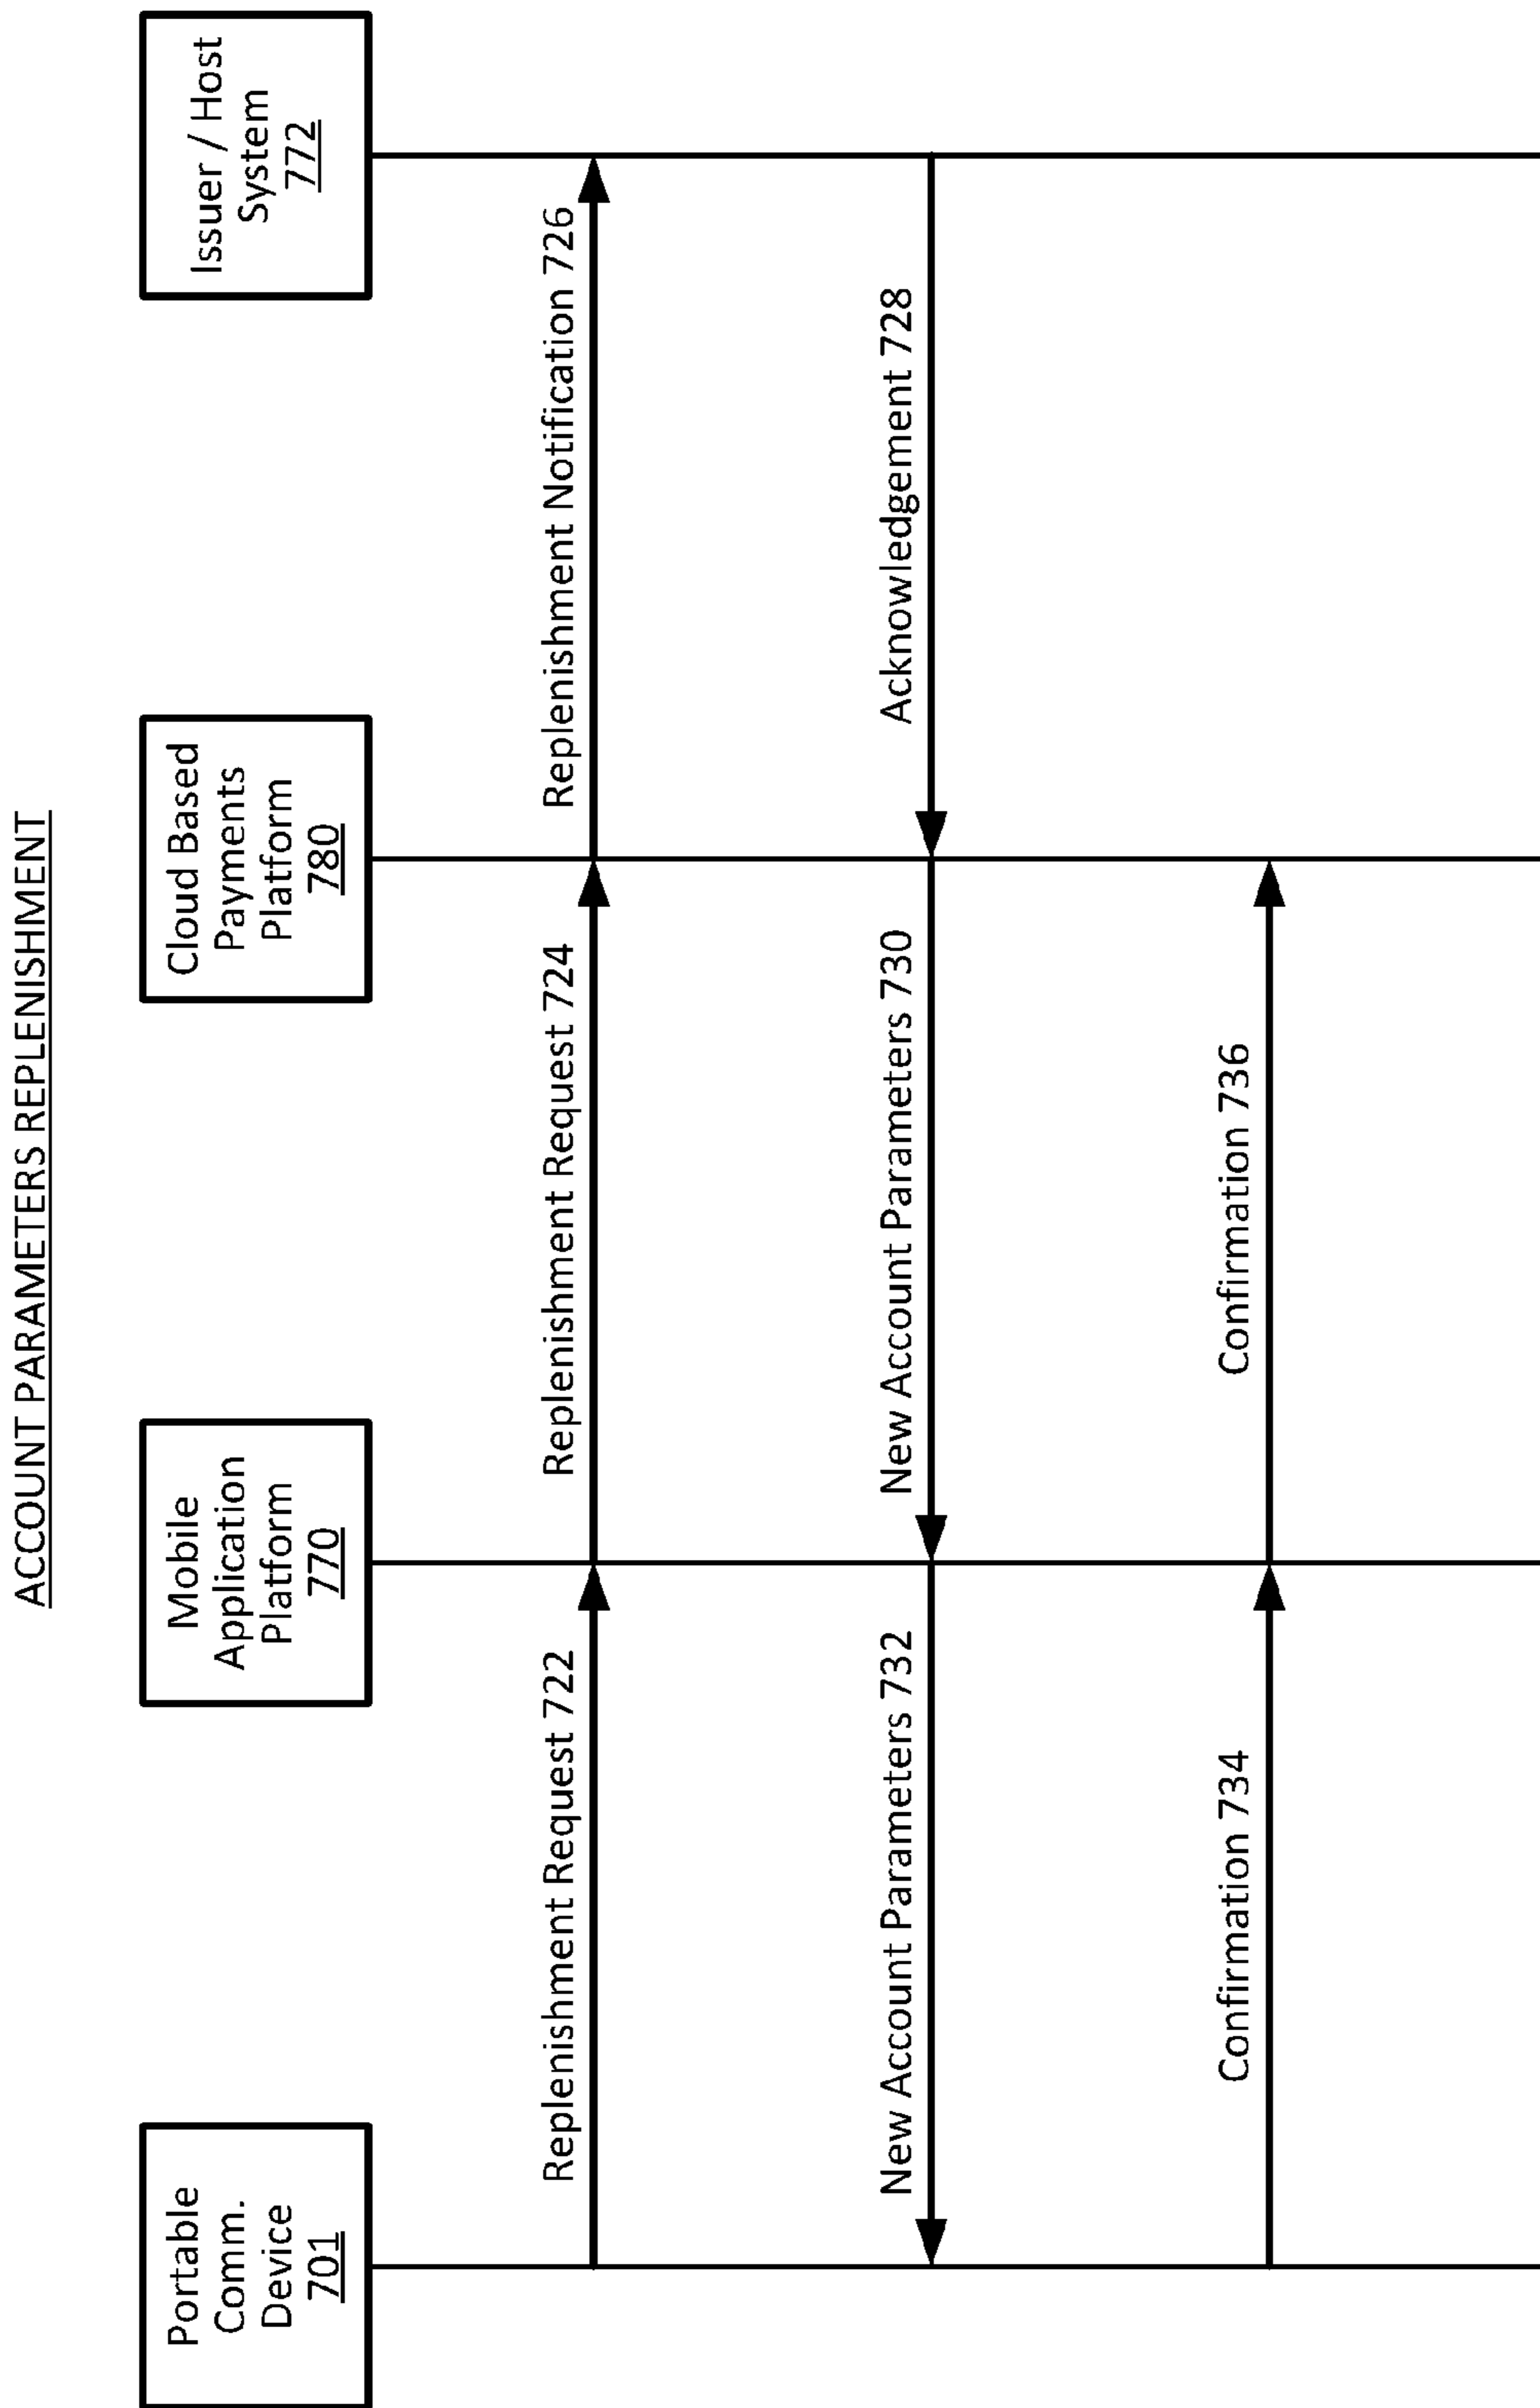 ACCOUNT PARAMETERS REPLENISHMENT
Portable
Comm.
Device
701
Mobile
Application
Platform
770
Cloud Based
Payments
Platform
780
Issuer / Host
System
772
Replenishment Request 722
Replenishment Request 724
Replenishment Notification 726
New Account Parameters 732
New Account Parameters 730
Acknowledgement 728
Confirmation 734
Confirmation 736